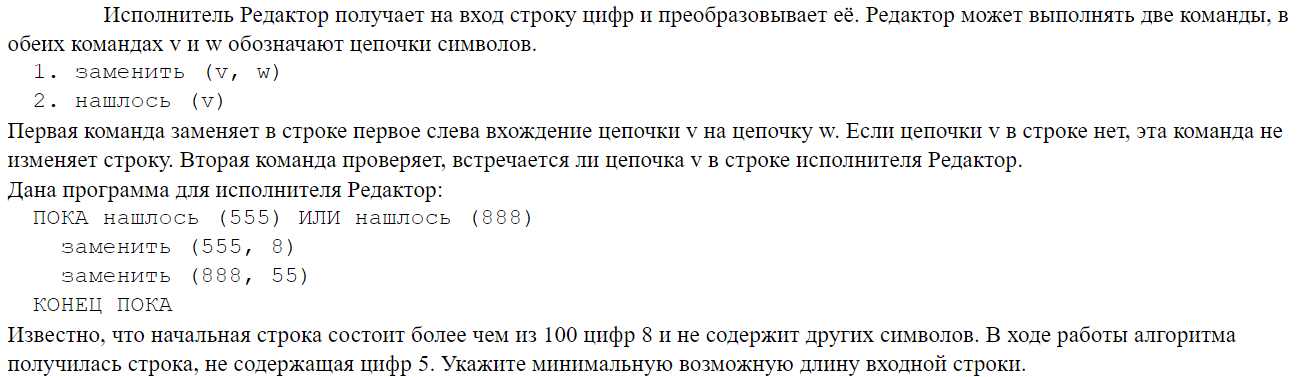 Исполнитель Редактор получает на вход строку цифр и преобразовывает её. Редактор может выполнять две команды, в
обеих командах v и w обозначают цепочки символов.
1. заменить (v, w)
2. нашлось (v)
Первая команда заменяет в строке первое слева вхождение цепочки v на цепочку w. Если цепочки v в строке нет, эта команда не
изменяет строку. Вторая команда проверяет, встречается ли цепочка v в строке исполнителя Редактор.
Дана программа для исполнителя Редактор:
ПОКА нашлось (555) ИЛИ нашлось (888)
заменить (555, 8)
заменить (888, 55)
КОНЕЦ ПОКА
Известно, что начальная строка состоит более чем из 100 цифр 8 и не содержит других символов. В ходе работы алгоритма
получилась строка, не содержащая цифр 5. Укажите минимальную возможную длину входной строки.